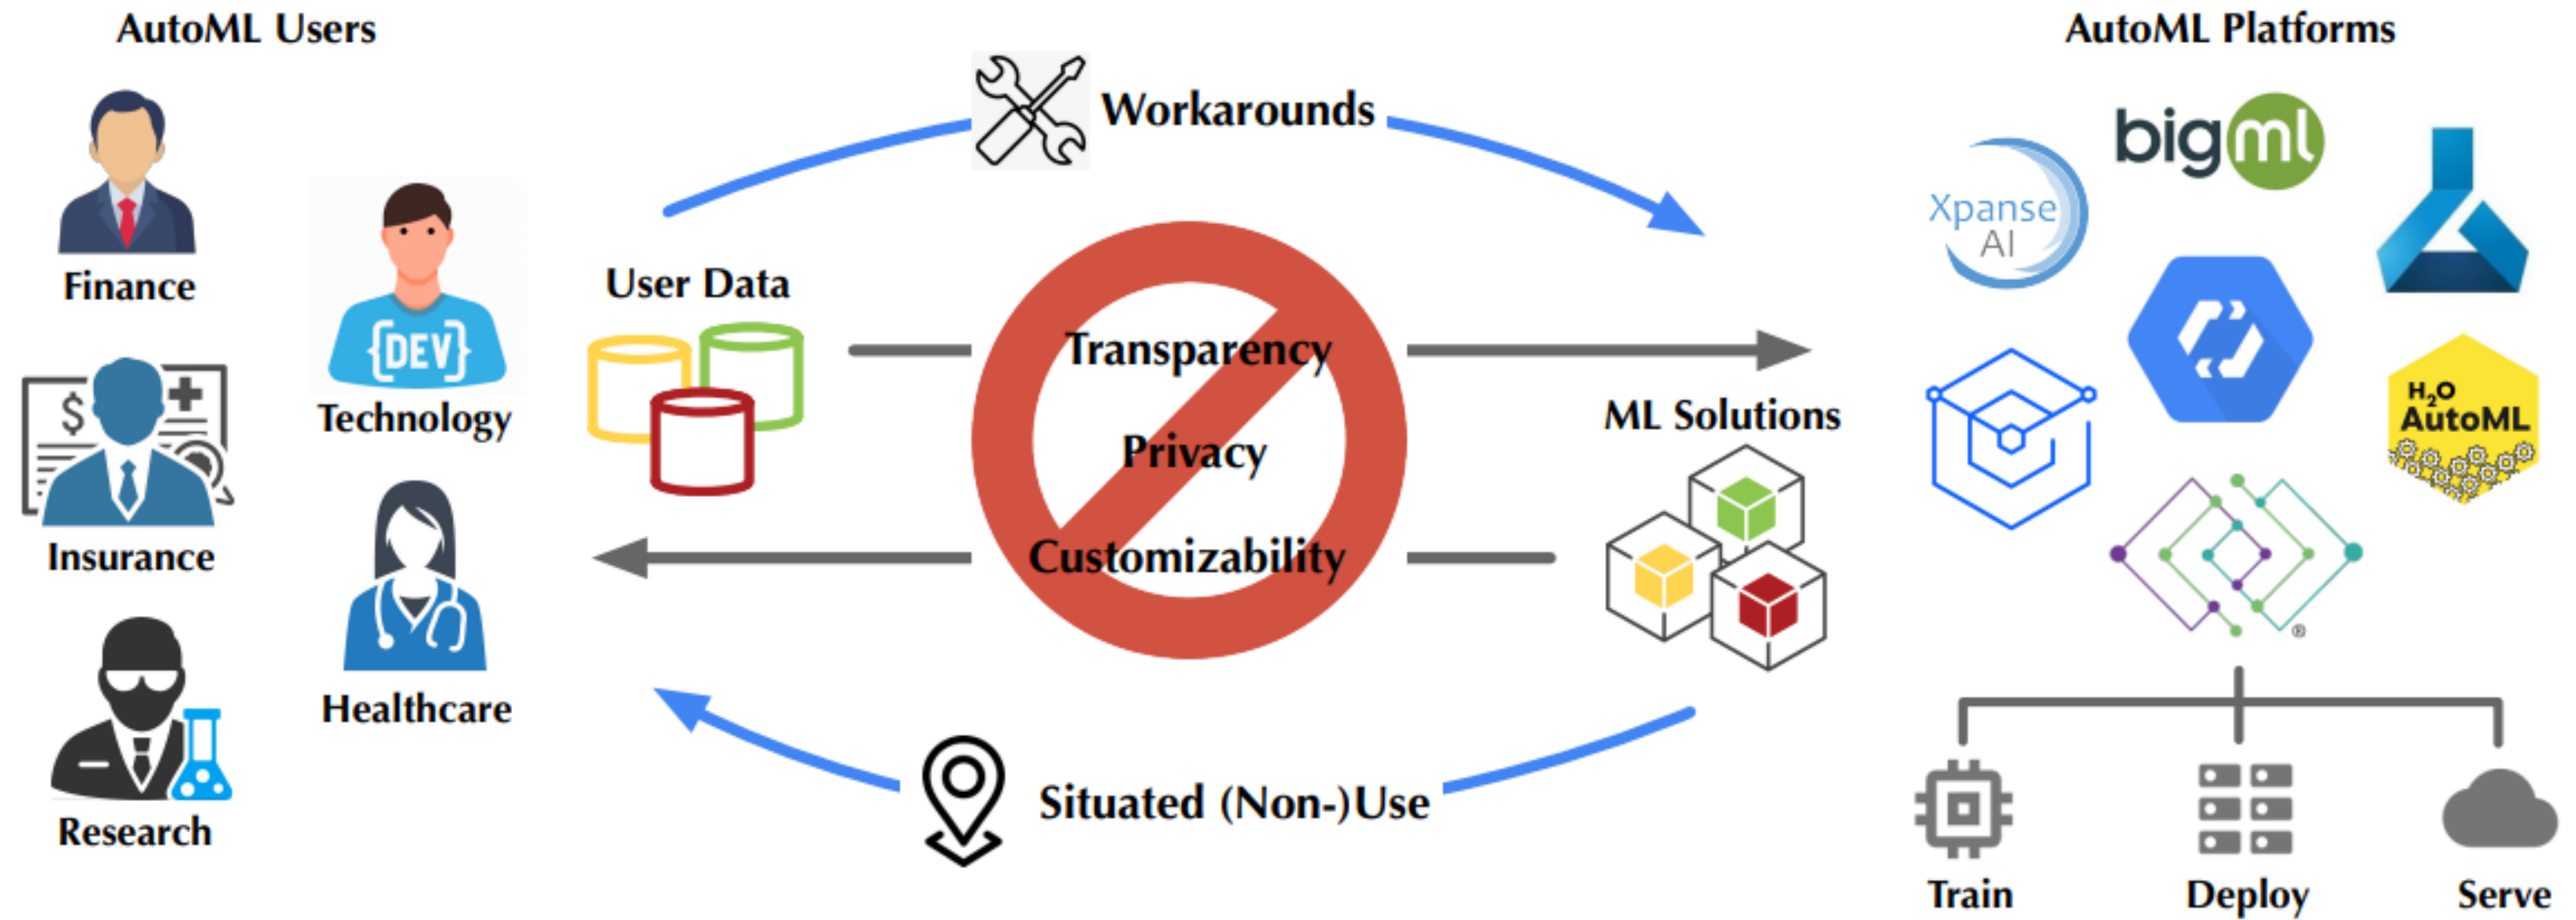 AutoML Users
Finance
{DEV}
Technology
$
Insurance
Healthcare
Research
User Data
Workarounds
Transparency
Privacy
Customizability
ML Solutions
Situated (Non-)Use
AutoML Platforms
bigml
Xpanse
AI
H₂O
AutoML
®
Train
Deploy
Serve